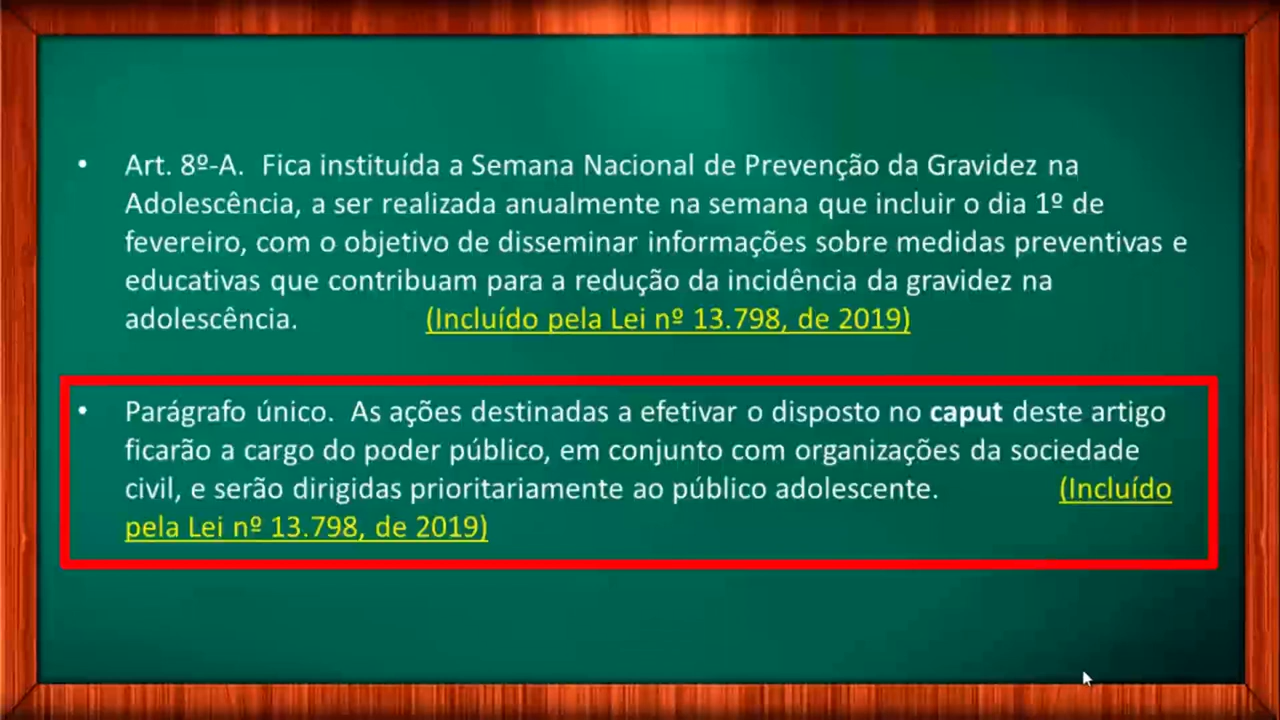 • Art. 8º-A. Fica instituída a Semana Nacional de Prevenção da Gravidez na
Adolescência, a ser realizada anualmente na semana que incluir o dia 1º de
fevereiro, com o objetivo de disseminar informações sobre medidas preventivas e
educativas que contribuam para a redução da incidência da gravidez na
adolescência. (Incluído pela Lei nº 13.798, de 2019)
• Parágrafo único. As ações destinadas a efetivar o disposto no caput deste artigo
ficarão a cargo do poder público, em conjunto com organizações da sociedade
civil, e serão dirigidas prioritariamente ao público adolescente. (Incluído
pela Lei nº 13.798, de 2019)